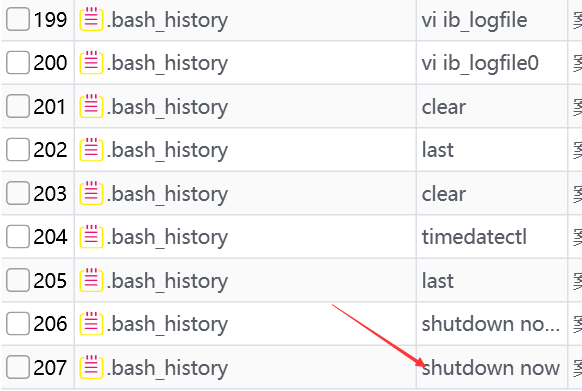 199 .bash_history vi ib_logfile
200 .bash_history vi ib_logfile0
201 .bash_history clear
202 .bash_history last
203 .bash_history clear
204 .bash_history timedatectl
205 .bash_history last
206 .bash_history shutdown no...
207 .bash_history shutdown now